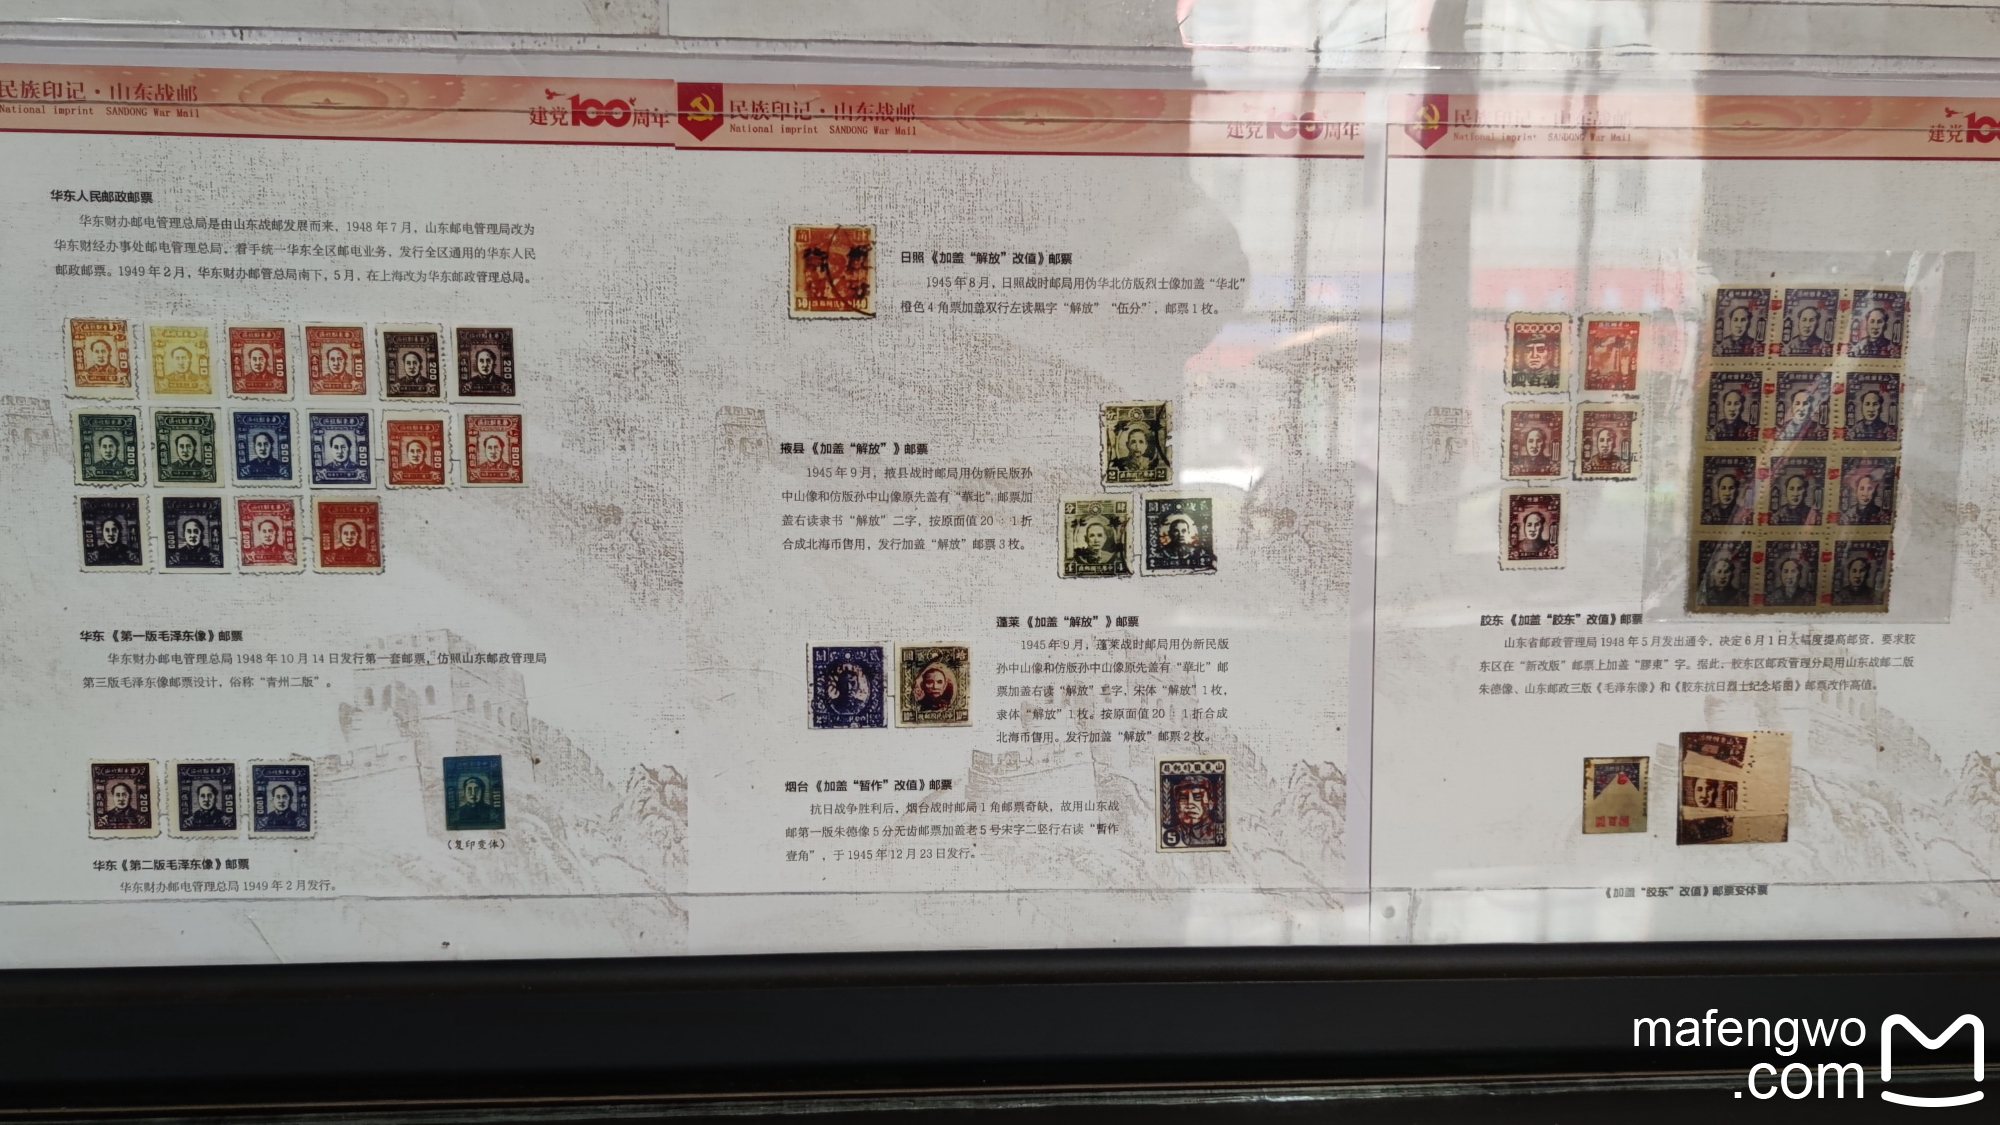 民族印记·山东战邮
National imprint SANDONG War Mail
建党100周年
华东人民邮政邮票
华东财办邮电管理总局是由山东战邮发展而来，1948年7月，山东邮电管理局改为
华东财经办事处邮电管理总局，着手统一华东全区邮电业务，发行全区通用的华东人民
邮政邮票。1949年2月，华东财办邮管总局南下，5月，在上海改为华东邮政管理总局。
华东《第一版毛泽东像》邮票
华东财办邮电管理总局1948年10月14日发行第一套邮票，仿照山东邮政管理局
第三版毛泽东像邮票设计，俗称“青州二版”。
（复印变体）
华东《第二版毛泽东像》邮票
华东财办邮电管理总局1949年2月发行。
民族印记·山东战邮
National imprint SANDONG War Mail
建党100周年
日照《加盖“解放”改值》邮票
1945年8月，日照战时邮局用伪华北仿版烈士像加盖“华北”
橙色4角票加盖双行左读黑字“解放”“伍分”，邮票1枚。
掖县《加盖“解放”》邮票
1945年9月，掖县战时邮局用伪新民版孙
中山像和仿版孙中山像原先盖有“華北”邮票加
盖右读隶书“解放”二字，按原面值20：1折
合成北海币售用，发行加盖“解放”邮票3枚。
蓬莱《加盖“解放”》邮票
1945年9月，蓬莱战时邮局用伪新民版
孙中山像和仿版孙中山像原先盖有“華北”邮
票加盖右读“解放”二字，宋体“解放”1枚，
隶体“解放”1枚。按原面值20：1折合成
北海币售用。发行加盖“解放”邮票2枚。
烟台《加盖“暂作”改值》邮票
抗日战争胜利后，烟台战时邮局1角邮票奇缺，故用山东战
邮第一版朱德像5分无齿邮票加盖老5号宋字二竖行右读“暫作
壹角”，于1945年12月23日发行。
民族印记·山东战邮
National imprint SANDONG War Mail
建党100
胶东《加盖“胶东”改值》邮票
山东省邮政管理局1948年5月发出通令，决定6月1日大幅度提高邮资，要求胶
东区在“新改版”邮票上加盖“膠東”字。据此，胶东区邮政管理分局用山东战邮二版
朱德像、山东邮政三版《毛泽东像》和《胶东抗日烈士纪念塔图》邮票改作高值。
《加盖“胶东”改值》邮票变体票
mafengwo
.com